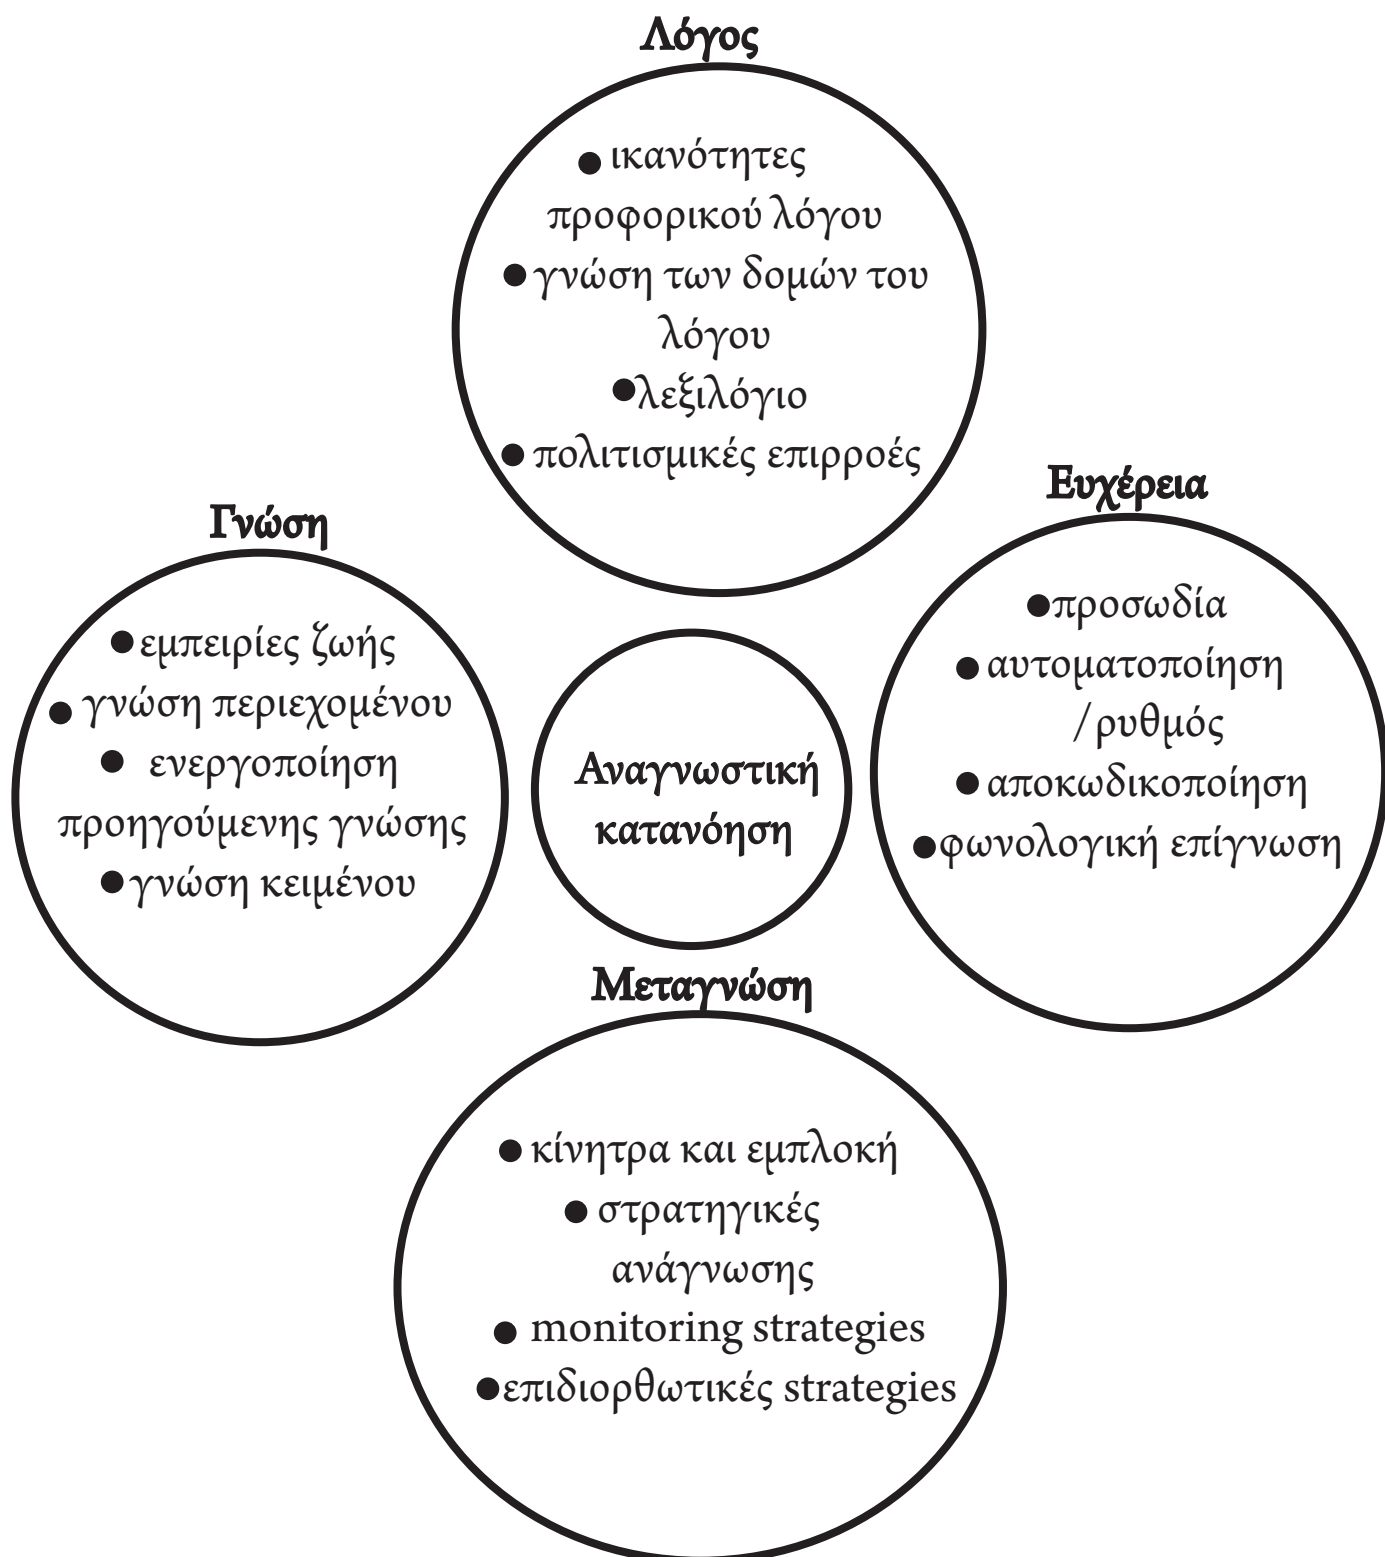 Λόγος
● ικανότητες
προφορικού λόγου
● γνώση των δομών του
λόγου
●λεξιλόγιο
● πολιτισμικές επιρροές
Γνώση
● εμπειρίες ζωής
● γνώση περιεχομένου
● ενεργοποίηση
προηγούμενης γνώσης
● γνώση κειμένου
Αναγνωστική
κατανόηση
Ευχέρεια
●προσωδία
● αυτοματοποίηση
/ρυθμός
● αποκωδικοποίηση
●φωνολογική επίγνωση
Μεταγνώση
● κίνητρα και εμπλοκή
● στρατηγικές
ανάγνωσης
● monitoring strategies
●επιδιορθωτικές strategies